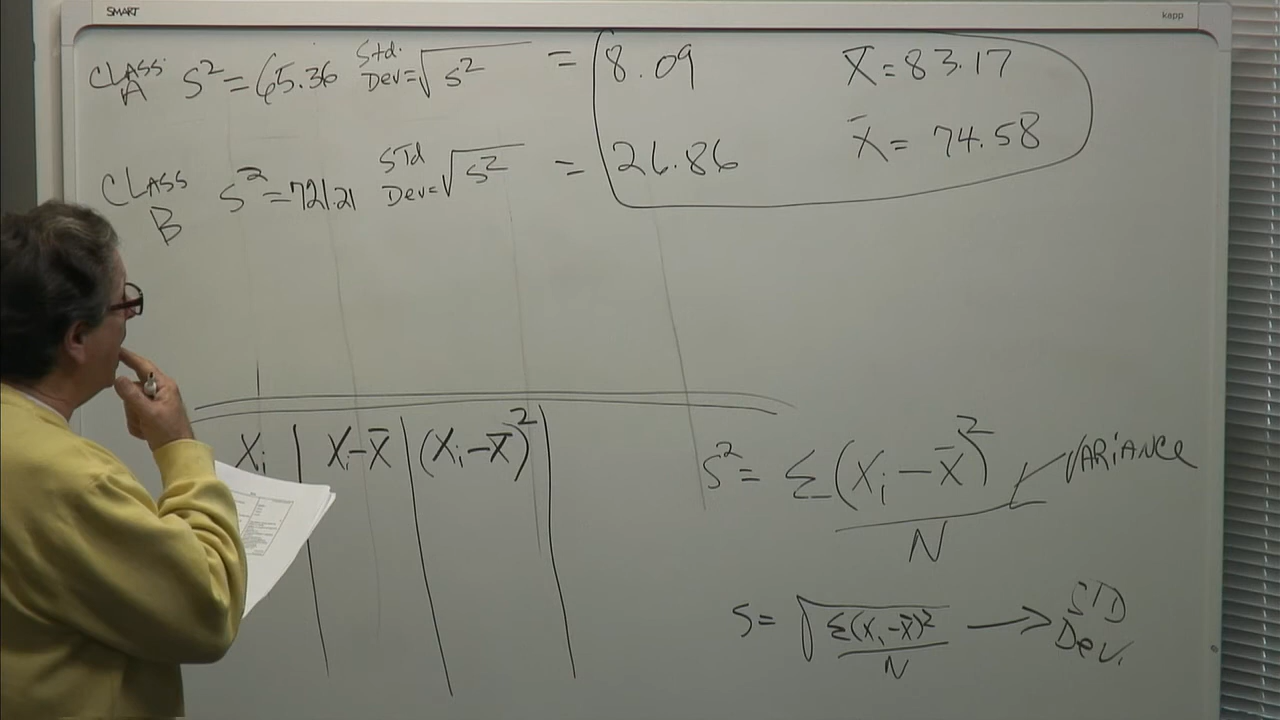 SMART
kapp
CLASS A S² = 65.36 Std. Dev = √S² = 8.09 X̄ = 83.17
CLASS B S² = 721.21 STD Dev = √S² = 26.86 X̄ = 74.58
Xi | Xi - X̄ | (Xi - X̄)²
S² = Σ(Xi - X̄)² / N VARIANCE
S = √Σ(Xi - X̄)² / N → STD Dev.